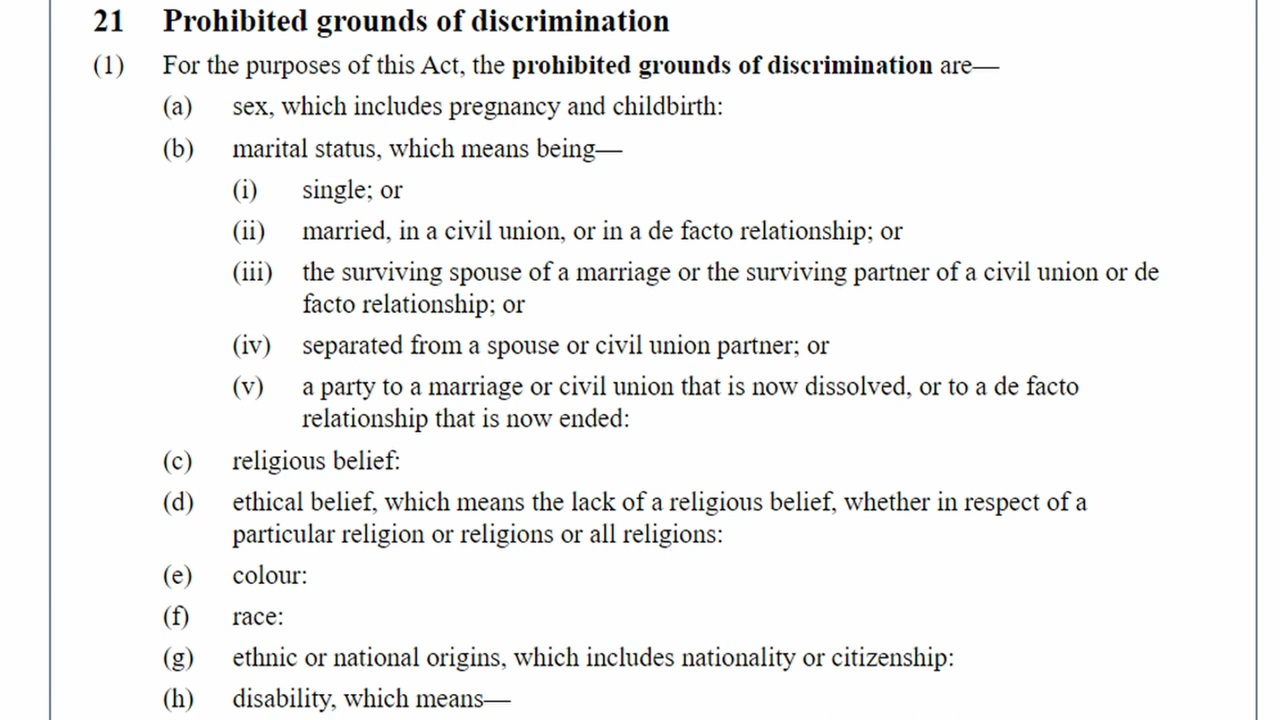 21 Prohibited grounds of discrimination
(1) For the purposes of this Act, the prohibited grounds of discrimination are—
(a) sex, which includes pregnancy and childbirth:
(b) marital status, which means being—
(i) single; or
(ii) married, in a civil union, or in a de facto relationship; or
(iii) the surviving spouse of a marriage or the surviving partner of a civil union or de
facto relationship; or
(iv) separated from a spouse or civil union partner; or
(v) a party to a marriage or civil union that is now dissolved, or to a de facto
relationship that is now ended:
(c) religious belief:
(d) ethical belief, which means the lack of a religious belief, whether in respect of a
particular religion or religions or all religions:
(e) colour:
(f) race:
(g) ethnic or national origins, which includes nationality or citizenship:
(h) disability, which means—